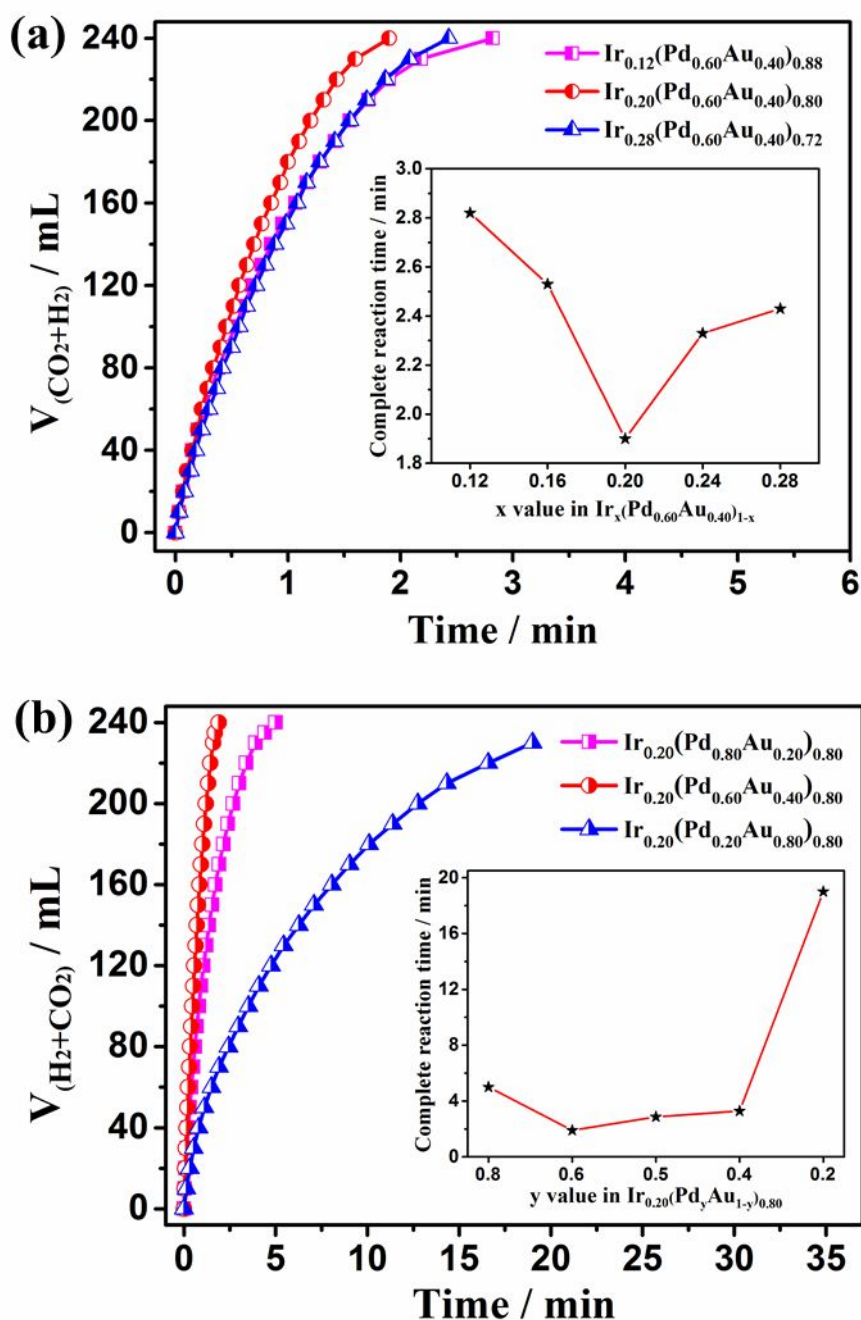 (a)
240
200
160
120
80
40
0
V(CO2+H2) / mL
Ir0.12(Pd0.60Au0.40)0.88
Ir0.20(Pd0.60Au0.40)0.80
Ir0.28(Pd0.60Au0.40)0.72
3.0
2.8
2.6
2.4
2.2
2.0
1.8
Complete reaction time / min
0.12 0.16 0.20 0.24 0.28
x value in Irx(Pd0.60Au0.40)1-x
0 1 2 3 4 5 6
Time / min
(b)
240
200
160
120
80
40
0
V(H2+CO2) / mL
Ir0.20(Pd0.80Au0.20)0.80
Ir0.20(Pd0.60Au0.40)0.80
Ir0.20(Pd0.20Au0.80)0.80
20
16
12
8
4
0
Complete reaction time / min
0.8 0.6 0.5 0.4 0.2
y value in Ir0.20(PdyAu1-y)0.80
0 5 10 15 20 25 30 35
Time / min